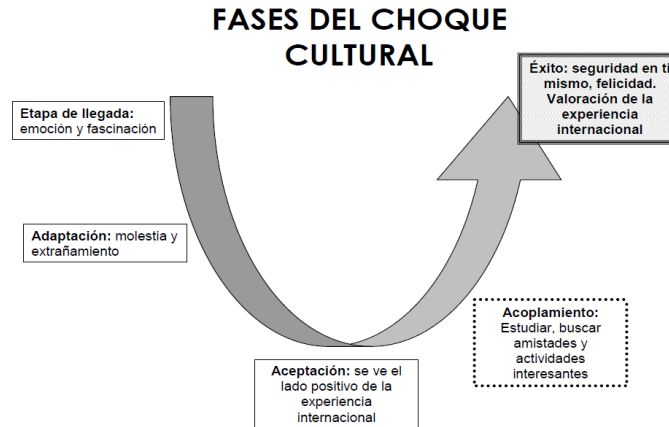 FASES DEL CHOQUE
CULTURAL
Etapa de llegada:
emoción y fascinación
Adaptación: molestia y
extrañamiento
Aceptación: se ve el
lado positivo de la
experiencia
internacional
Acoplamiento:
Estudiar, buscar
amistades y
actividades
interesantes
Éxito: seguridad en ti
mismo, felicidad.
Valoración de la
experiencia
internacional